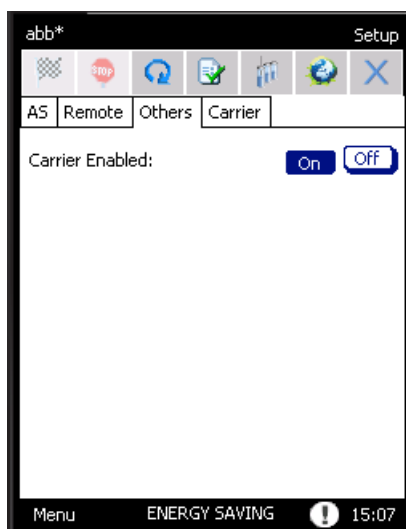 abb* Setup
STOP
AS Remote Others Carrier
Carrier Enabled: On Off
Menu ENERGY SAVING ! 15:07